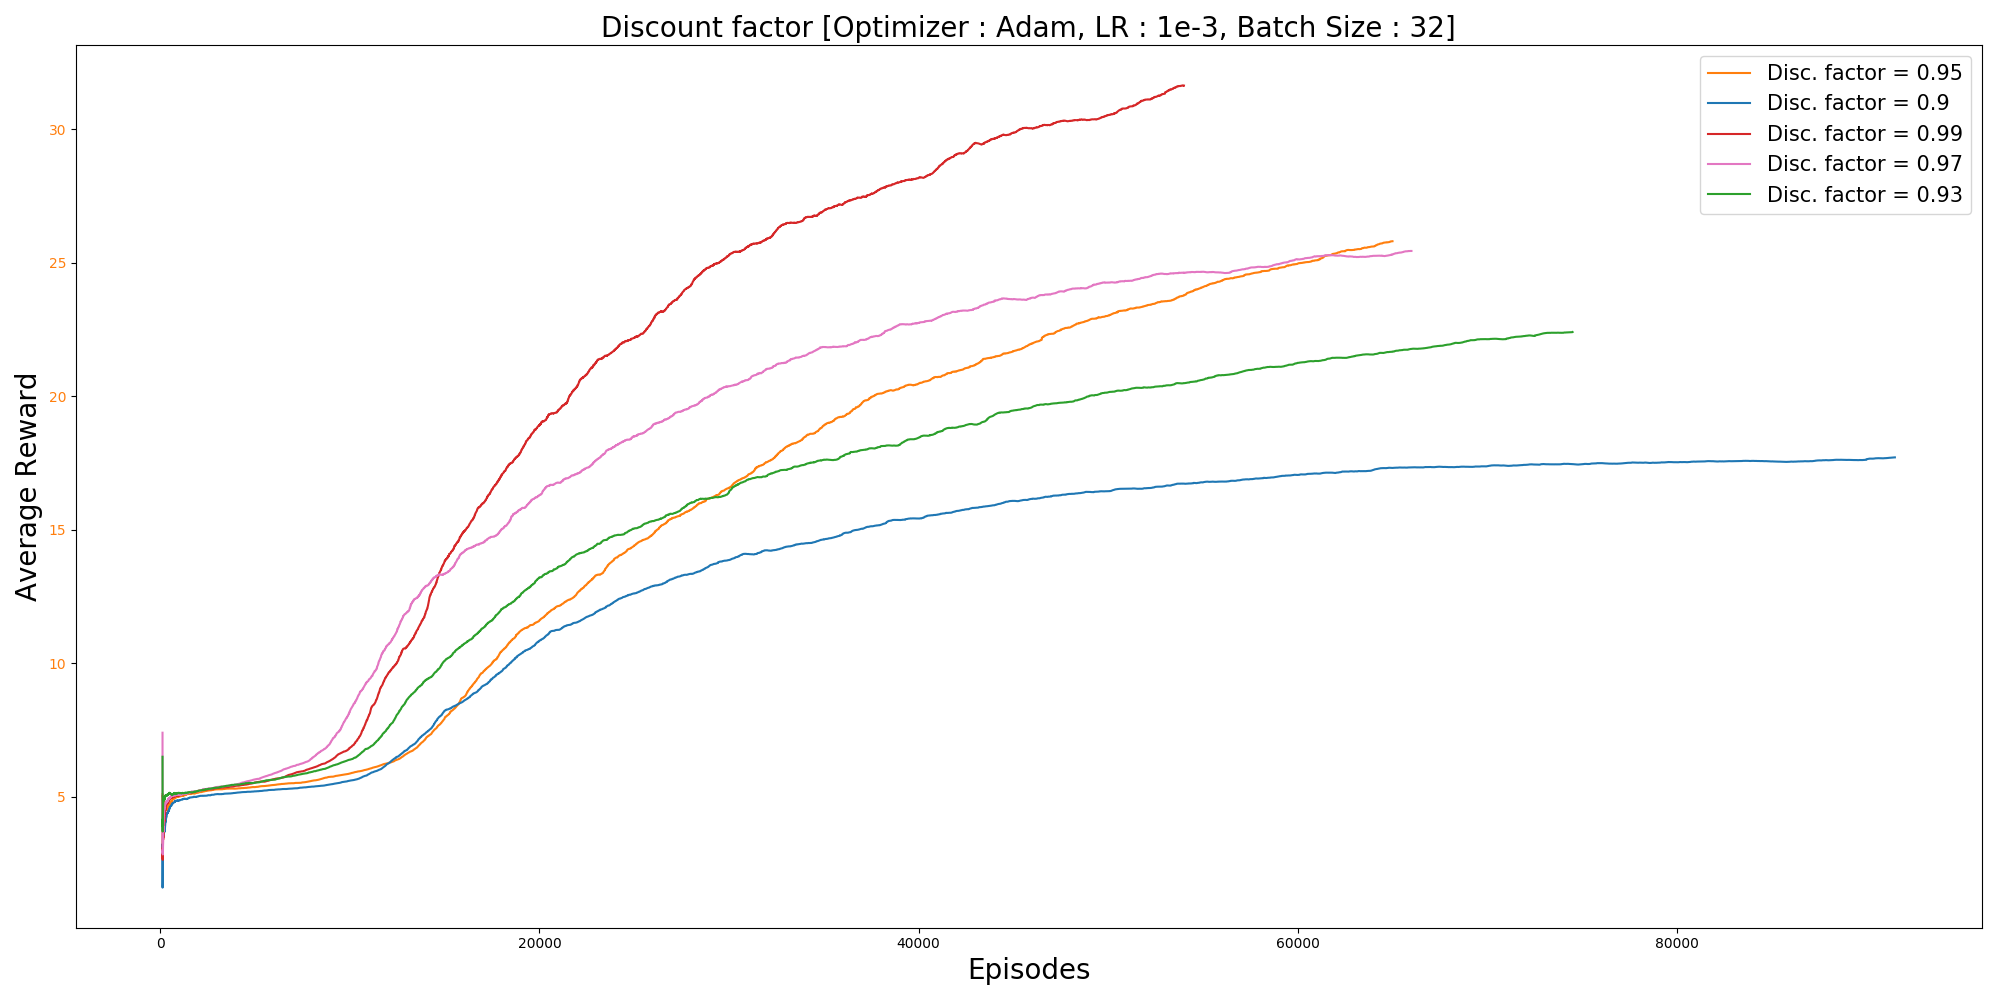 Discount factor [Optimizer : Adam, LR : 1e-3, Batch Size : 32]
Disc. factor = 0.95
Disc. factor = 0.9
Disc. factor = 0.99
Disc. factor = 0.97
Disc. factor = 0.93
Average Reward
30
25
20
15
10
5
0 20000 40000 60000 80000
Episodes